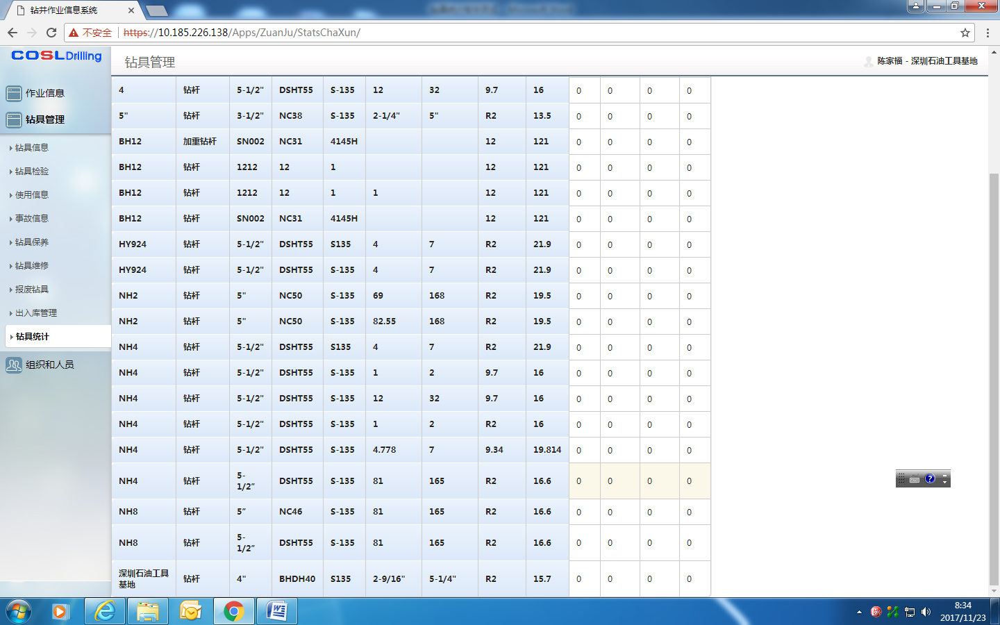 钻井作业信息系统
不安全 https://10.185.226.138/Apps/ZuanJu/StatsChaXun/
COSL Drilling
钻具管理
陈家福 - 深圳石油工具基地
作业信息
钻具管理
钻具信息
钻具检验
使用信息
事故信息
钻具保养
钻具维修
报废钻具
出入库管理
钻具统计
组织和人员
4 钻杆 5-1/2" DSHT55 S-135 12 32 9.7 16 0 0 0 0
5" 钻杆 3-1/2" NC38 S-135 2-1/4" 5" R2 13.5 0 0 0 0
BH12 加重钻杆 SN002 NC31 4145H 12 121 0 0 0 0
BH12 钻杆 1212 12 1 12 121 0 0 0 0
BH12 钻杆 1212 12 1 1 12 121 0 0 0 0
BH12 钻杆 SN002 NC31 4145H 12 121 0 0 0 0
HY924 钻杆 5-1/2" DSHT55 S135 4 7 R2 21.9 0 0 0 0
HY924 钻杆 5-1/2" DSHT55 S-135 4 7 R2 21.9 0 0 0 0
NH2 钻杆 5" NC50 S-135 69 168 R2 19.5 0 0 0 0
NH2 钻杆 5" NC50 S-135 82.55 168 R2 19.5 0 0 0 0
NH4 钻杆 5-1/2" DSHT55 S135 4 7 R2 21.9 0 0 0 0
NH4 钻杆 5-1/2" DSHT55 S-135 1 2 9.7 16 0 0 0 0
NH4 钻杆 5-1/2" DSHT55 S-135 12 32 9.7 16 0 0 0 0
NH4 钻杆 5-1/2" DSHT55 S-135 1 2 R2 16 0 0 0 0
NH4 钻杆 5-1/2" DSHT55 S-135 4.778 7 9.34 19.814 0 0 0 0
NH4 钻杆 5-
1/2” DSHT55 S-135 81 165 R2 16.6 0 0 0 0
NH8 钻杆 5” NC46 S-135 81 165 R2 16.6 0 0 0 0
NH8 钻杆 5-
1/2” DSHT55 S-135 81 165 R2 16.6 0 0 0 0
深圳石油工具
基地 钻杆 4" BHDH40 S135 2-9/16" 5-1/4" R2 15.7 0 0 0 0
8:34
2017/11/23